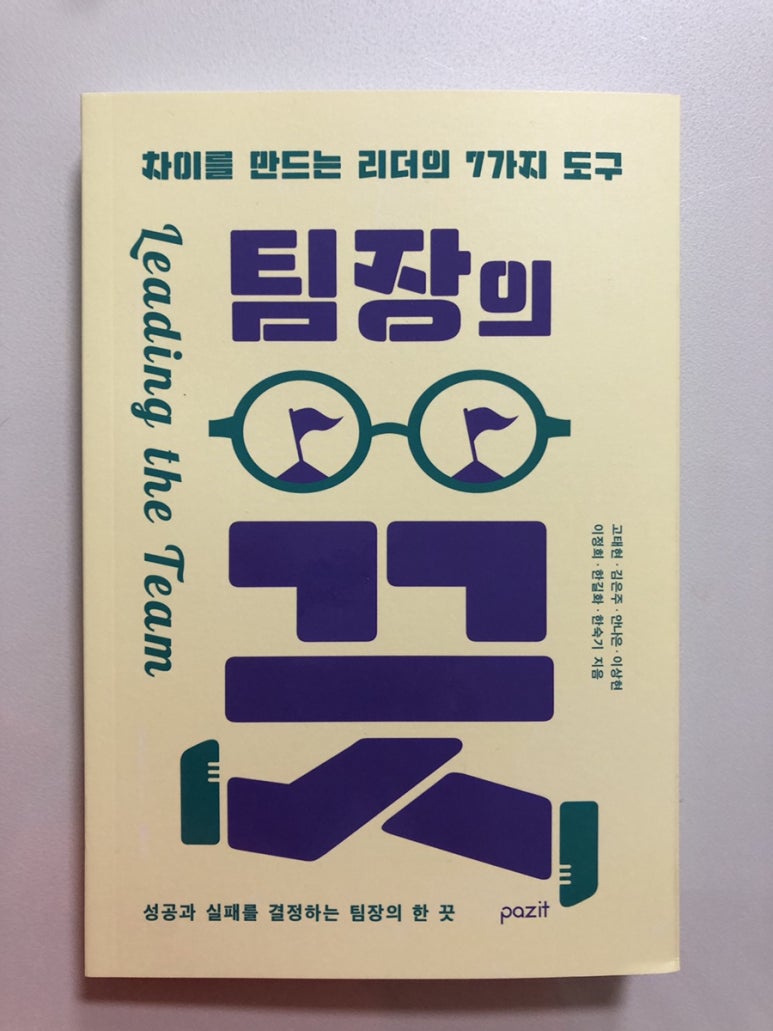 차이를 만드는 리더의 7가지 도구
Leading the Team
팀장의
끗
고태현·김은주·안나은·이상현
이정희·한길화·한숙기 지음
성공과 실패를 결정하는 팀장의 한 끗
pazit